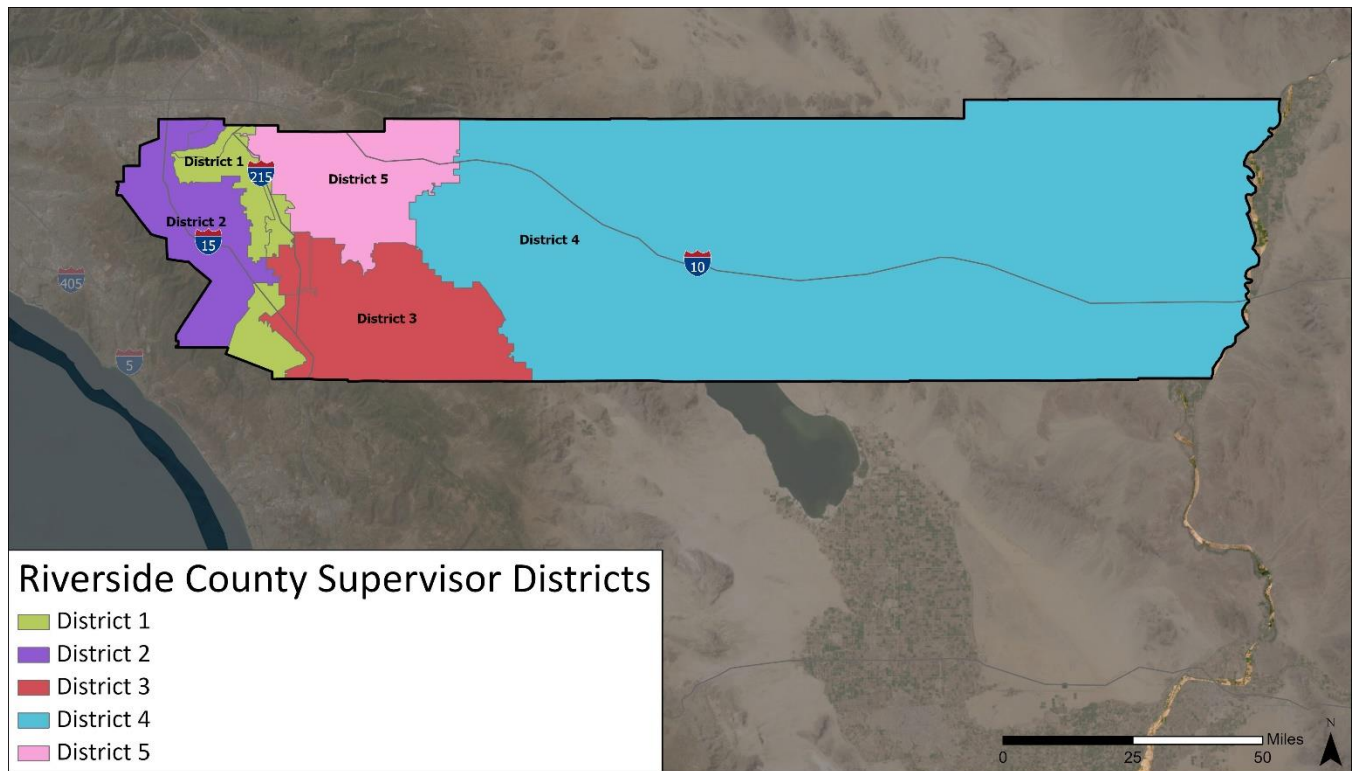 District 1
215
District 5
District 2
15
District 4
10
405
District 3
5
Riverside County Supervisor Districts
District 1
District 2
District 3
District 4
District 5
N
Miles
0 25 50